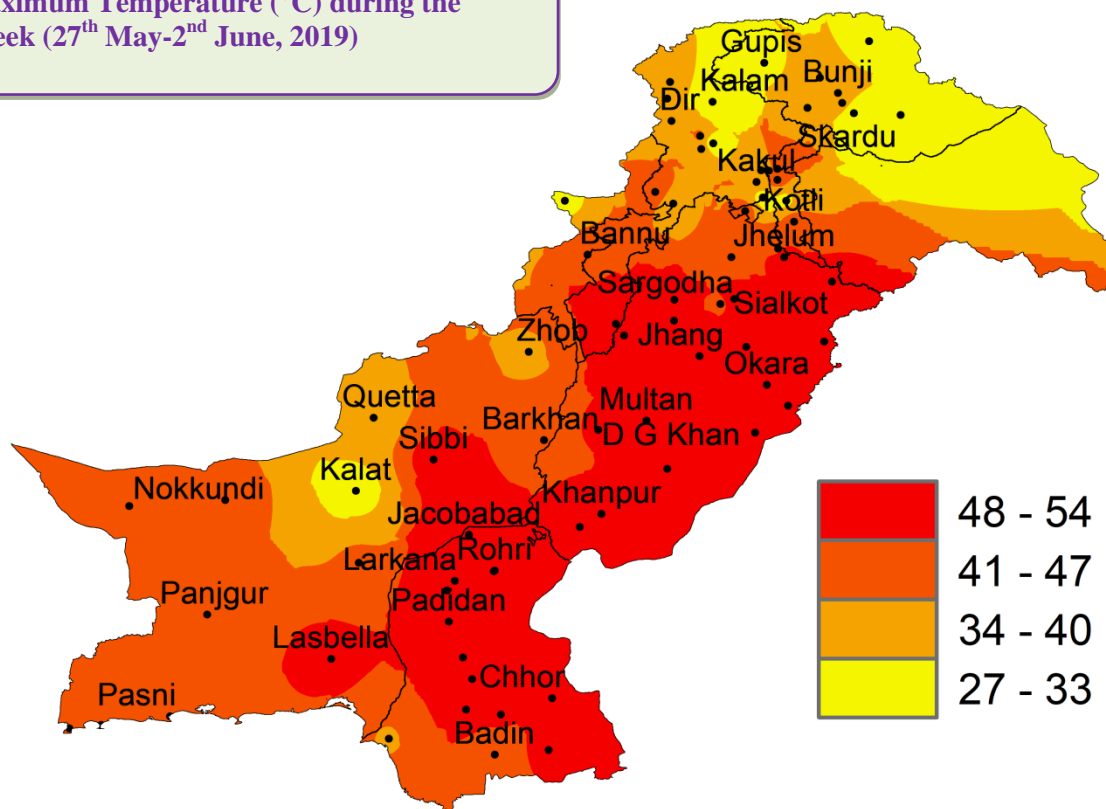 ximum Temperature (°C) during the
eek (27th May-2nd June, 2019)
Gupis
Bunji
Kalam
Dir
Skardu
Kakul
Kotli
Bannu
Jhelum
Sargodha
Sialkot
Zhob
Jhang
Okara
Quetta
Multan
Barkhan
D G Khan
Sibbi
Kalat
Nokkundi
Khanpur
Jacobabad
Larkana
Rohri
Panjgur
Padidan
Lasbella
Chhor
Pasni
Badin
48 - 54
41 - 47
34 - 40
27 - 33